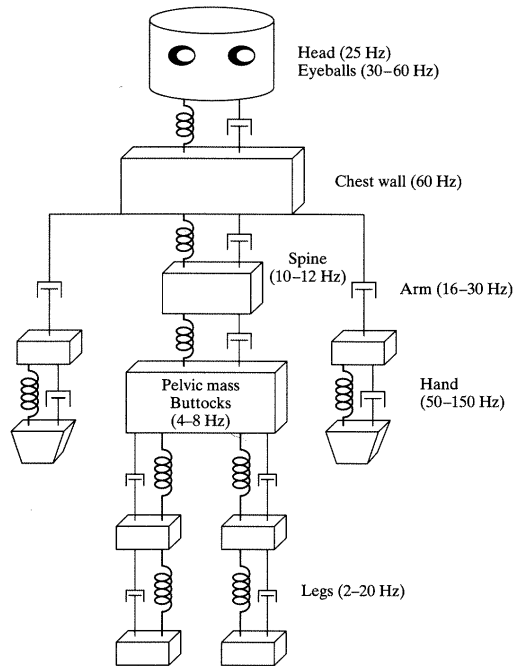 Head (25 Hz)
Eyeballs (30–60 Hz)
Chest wall (60 Hz)
Spine
(10–12 Hz)
Arm (16–30 Hz)
Pelvic mass
Buttocks
(4–8 Hz)
Hand
(50–150 Hz)
Legs (2–20 Hz)